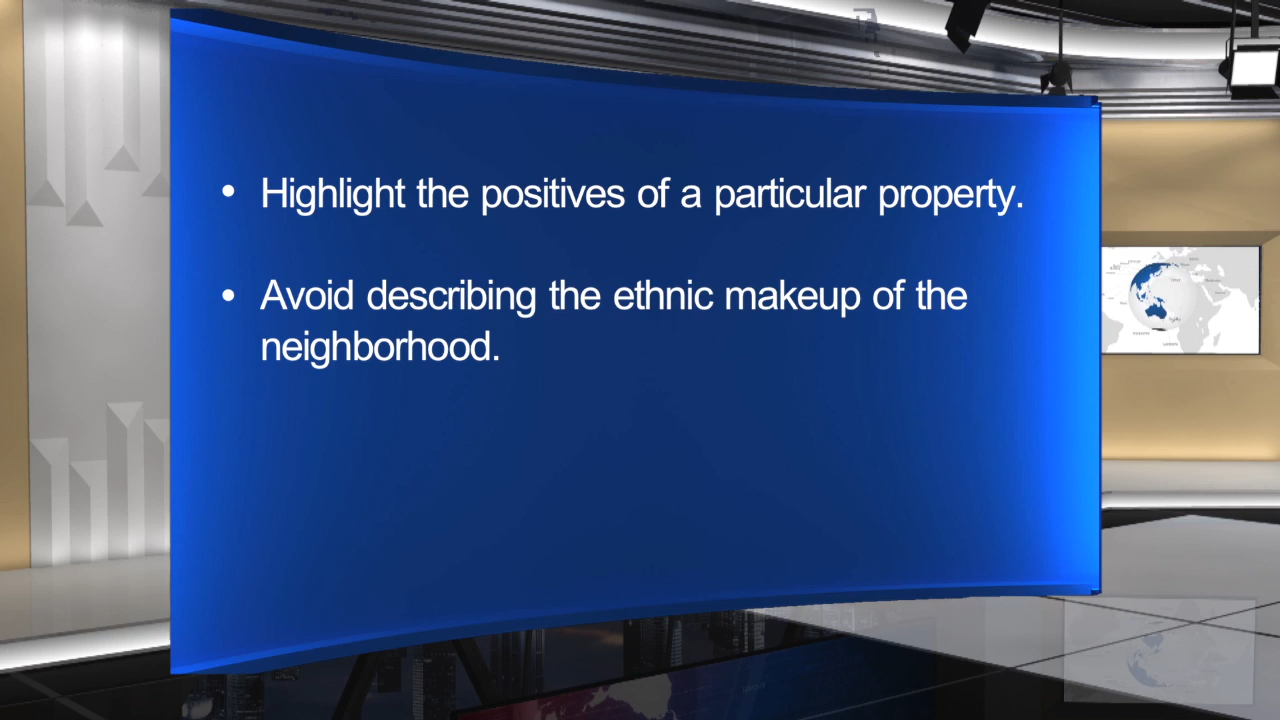 • Highlight the positives of a particular property.
• Avoid describing the ethnic makeup of the
neighborhood.